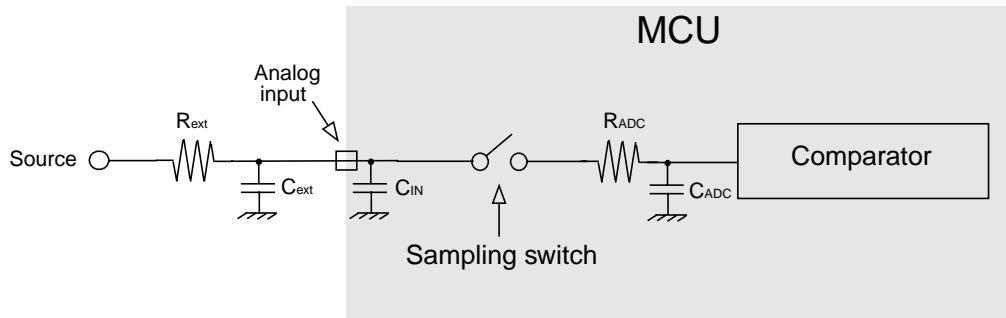 MCU
Analog
input
Rext
RADC
Source
Comparator
Cext
CIN
CADC
Sampling switch